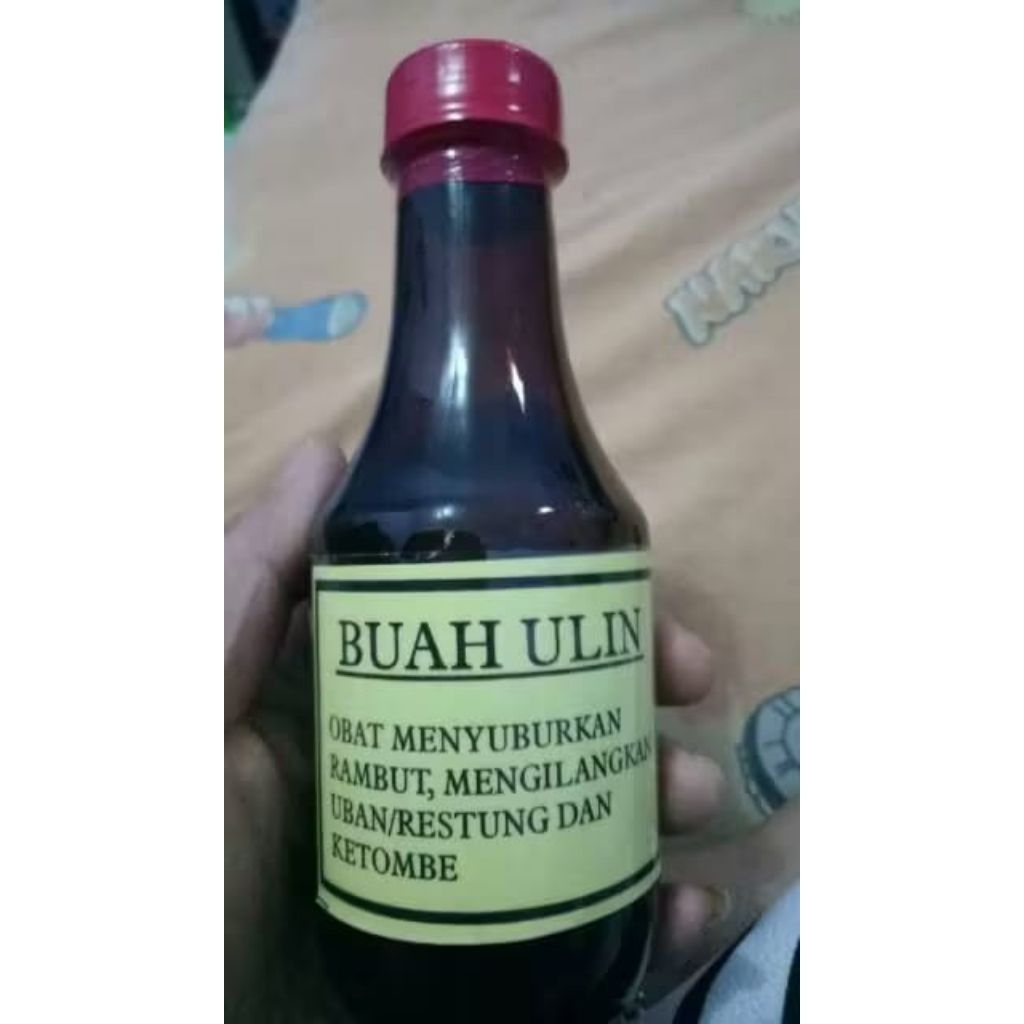 BUAH ULIN
OBAT MENYUBURKAN
RAMBUT, MENGILANGKAN
UBAN/RESTUNG DAN
KETOMBE